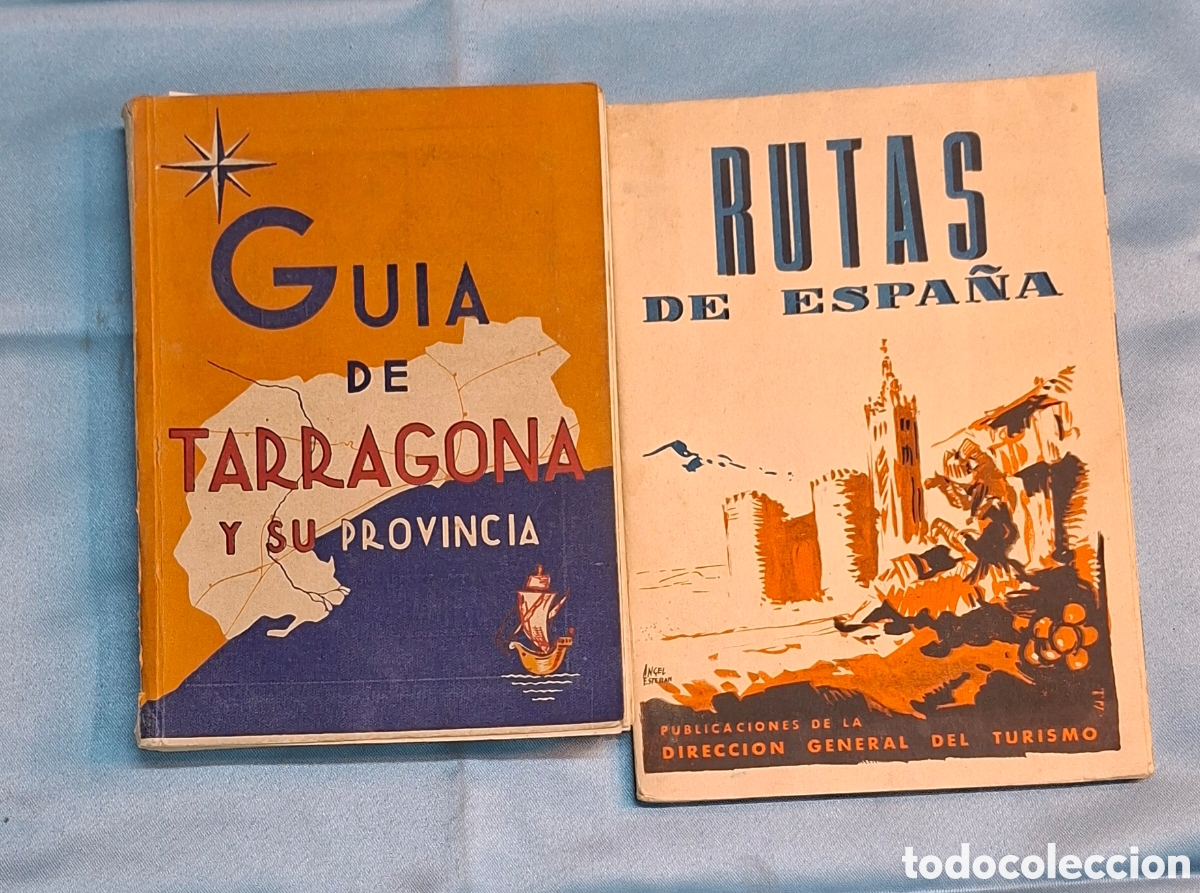 GUIA
DE
TARRAGONA
Y SU PROVINCIA
RUTAS
DE ESPAÑA
ANGEL
ESTEBAN
PUBLICACIONES DE LA
DIRECCION GENERAL DEL TURISMO
todocoleccion